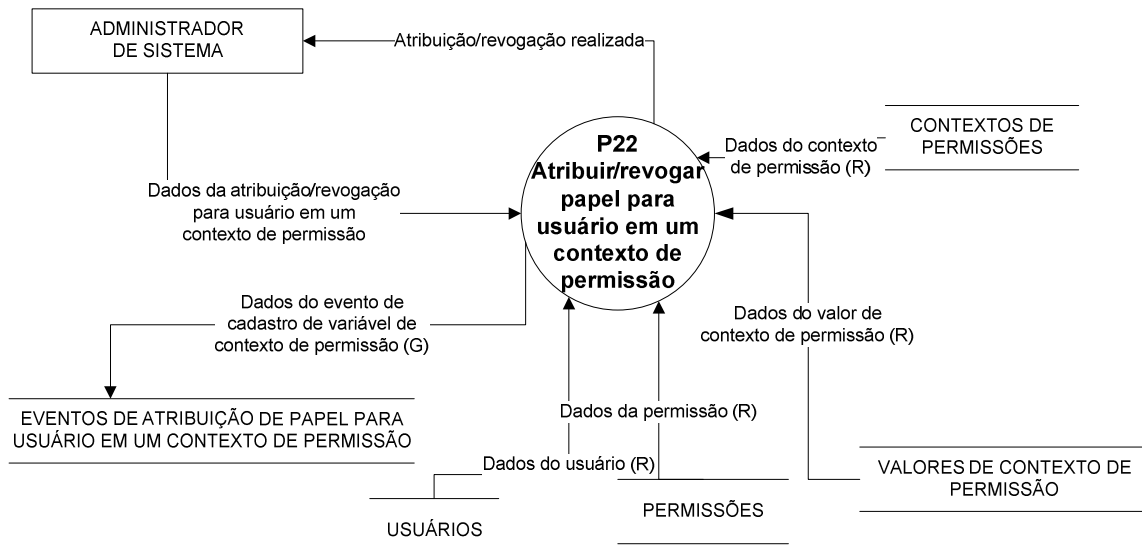 ADMINISTRADOR
DE SISTEMA
Atribuição/revogação realizada
P22
Atribuir/revogar
papel para
usuário em um
contexto de
permissão
CONTEXTOS DE
PERMISSÕES
Dados do contexto
de permissão (R)
Dados da atribuição/revogação
para usuário em um
contexto de permissão
Dados do evento de
cadastro de variável de
contexto de permissão (G)
Dados do valor de
contexto de permissão (R)
EVENTOS DE ATRIBUIÇÃO DE PAPEL PARA
USUÁRIO EM UM CONTEXTO DE PERMISSÃO
Dados da permissão (R)
Dados do usuário (R)
VALORES DE CONTEXTO DE
PERMISSÃO
USUÁRIOS
PERMISSÕES